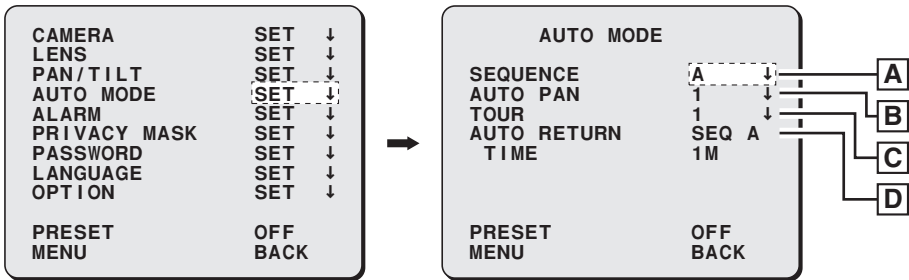 CAMERA SET ↓
LENS SET ↓
PAN/TILT SET ↓
AUTO MODE SET ↓
ALARM SET ↓
PRIVACY MASK SET ↓
PASSWORD SET ↓
LANGUAGE SET ↓
OPTION SET ↓
PRESET OFF
MENU BACK
AUTO MODE
SEQUENCE A ↓
AUTO PAN 1 ↓
TOUR 1 ↓
AUTO RETURN SEQ A
TIME 1M
PRESET OFF
MENU BACK
A
B
C
D